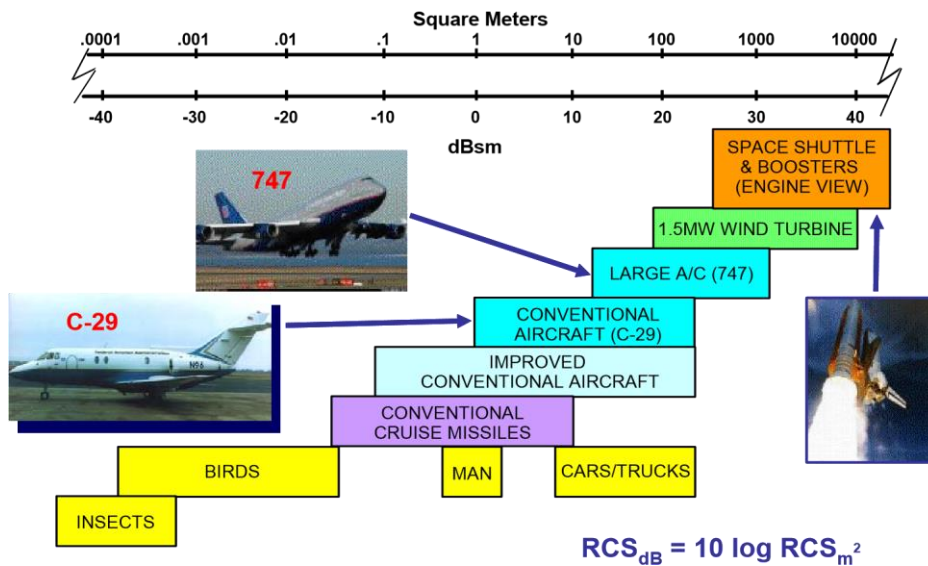 Square Meters
.0001 .001 .01 .1 1 10 100 1000 10000
-40 -30 -20 -10 0 10 20 30 40
dBsm
SPACE SHUTTLE
& BOOSTERS
(ENGINE VIEW)
747
1.5MW WIND TURBINE
LARGE A/C (747)
C-29
CONVENTIONAL
AIRCRAFT (C-29)
IMPROVED
CONVENTIONAL AIRCRAFT
CONVENTIONAL
CRUISE MISSILES
BIRDS
MAN
CARS/TRUCKS
INSECTS
RCS_dB = 10 log RCS_m²